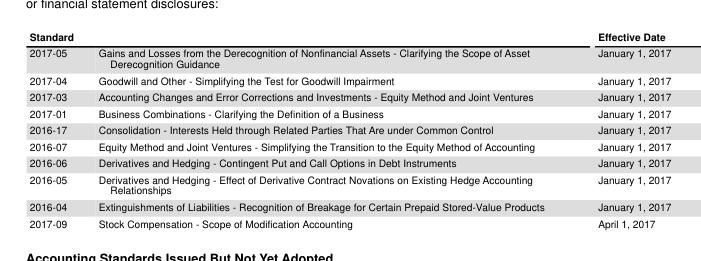 or financial statement disclosures:
Standard Effective Date
2017-05 Gains and Losses from the Derecognition of Nonfinancial Assets - Clarifying the Scope of Asset January 1, 2017
Derecognition Guidance
2017-04 Goodwill and Other - Simplifying the Test for Goodwill Impairment January 1, 2017
2017-03 Accounting Changes and Error Corrections and Investments - Equity Method and Joint Ventures January 1, 2017
2017-01 Business Combinations - Clarifying the Definition of a Business January 1, 2017
2016-17 Consolidation - Interests Held through Related Parties That Are under Common Control January 1, 2017
2016-07 Equity Method and Joint Ventures - Simplifying the Transition to the Equity Method of Accounting January 1, 2017
2016-06 Derivatives and Hedging - Contingent Put and Call Options in Debt Instruments January 1, 2017
2016-05 Derivatives and Hedging - Effect of Derivative Contract Novations on Existing Hedge Accounting January 1, 2017
Relationships
2016-04 Extinguishments of Liabilities - Recognition of Breakage for Certain Prepaid Stored-Value Products January 1, 2017
2017-09 Stock Compensation - Scope of Modification Accounting April 1, 2017
Accounting Standards Issued But Not Yet Adopted